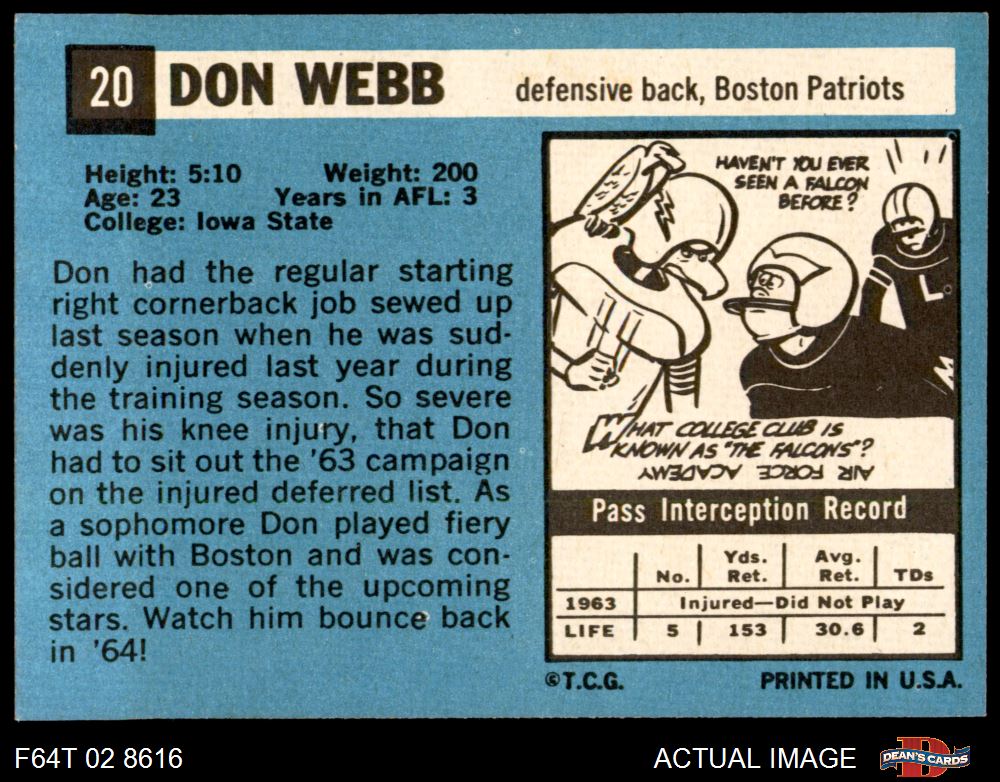 20 DON WEBB defensive back, Boston Patriots
Height: 5:10 Weight: 200
Age: 23 Years in AFL: 3
College: Iowa State
Don had the regular starting
right cornerback job sewed up
last season when he was sud-
denly injured last year during
the training season. So severe
was his knee injury, that Don
had to sit out the '63 campaign
on the injured deferred list. As
a sophomore Don played fiery
ball with Boston and was con-
sidered one of the upcoming
stars. Watch him bounce back
in '64!
HAVEN'T YOU EVER
SEEN A FALCON
BEFORE?
L
WHAT COLLEGE CLUB IS
KNOWN AS "THE FALCONS"?
AIR FORCE
ACADEMY
Pass Interception Record
No. Yds. Ret. Avg. Ret. TDs
1963 Injured—Did Not Play
LIFE 5 153 30.6 2
©T.C.G. PRINTED IN U.S.A.
F64T 02 8616 ACTUAL IMAGE D DEAN'S CARDS